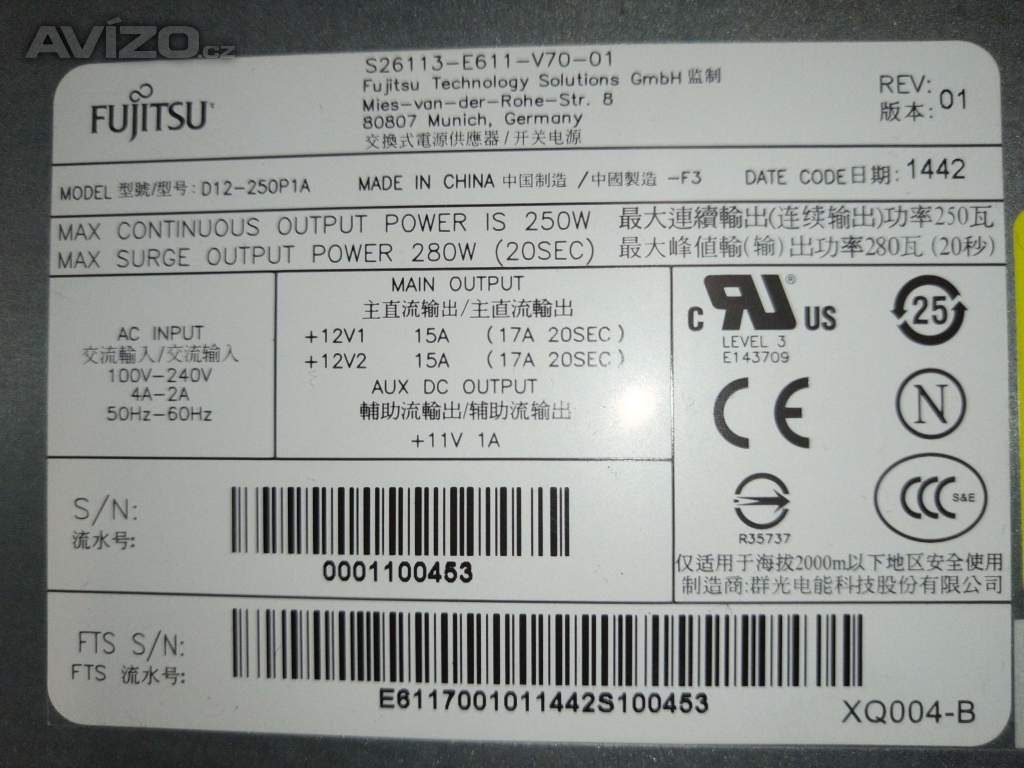 AVÍZO.cz
FUJITSU
S26113-E611-V70-01
Fujitsu Technology Solutions GmbH 监制
Mies-van-der-Rohe-Str. 8
80807 Munich, Germany
交換式電源供應器/开关电源
REV:
版本: 01
MODEL 型號/型号: D12-250P1A MADE IN CHINA 中国制造 /中國製造 -F3 DATE CODE日期: 1442
MAX CONTINUOUS OUTPUT POWER IS 250W 最大連續輸出(连续输出)功率250瓦
MAX SURGE OUTPUT POWER 280W (20SEC) 最大峰值輸(输)出功率280瓦 (20秒)
AC INPUT
交流輸入/交流输入
100V-240V
4A-2A
50Hz-60Hz
MAIN OUTPUT
主直流输出/主直流輸出
+12V1 15A (17A 20SEC)
+12V2 15A (17A 20SEC)
AUX DC OUTPUT
輔助流輸出/辅助流输出
+11V 1A
C RU® US
LEVEL 3
E143709
25
CE
N
R35737
CCC S&E
仅适用于海拔2000m以下地区安全使用
制造商:群光电能科技股份有限公司
S/N:
流水号:
0001100453
FTS S/N:
FTS 流水号:
E6117001011442S100453
XQ004-B